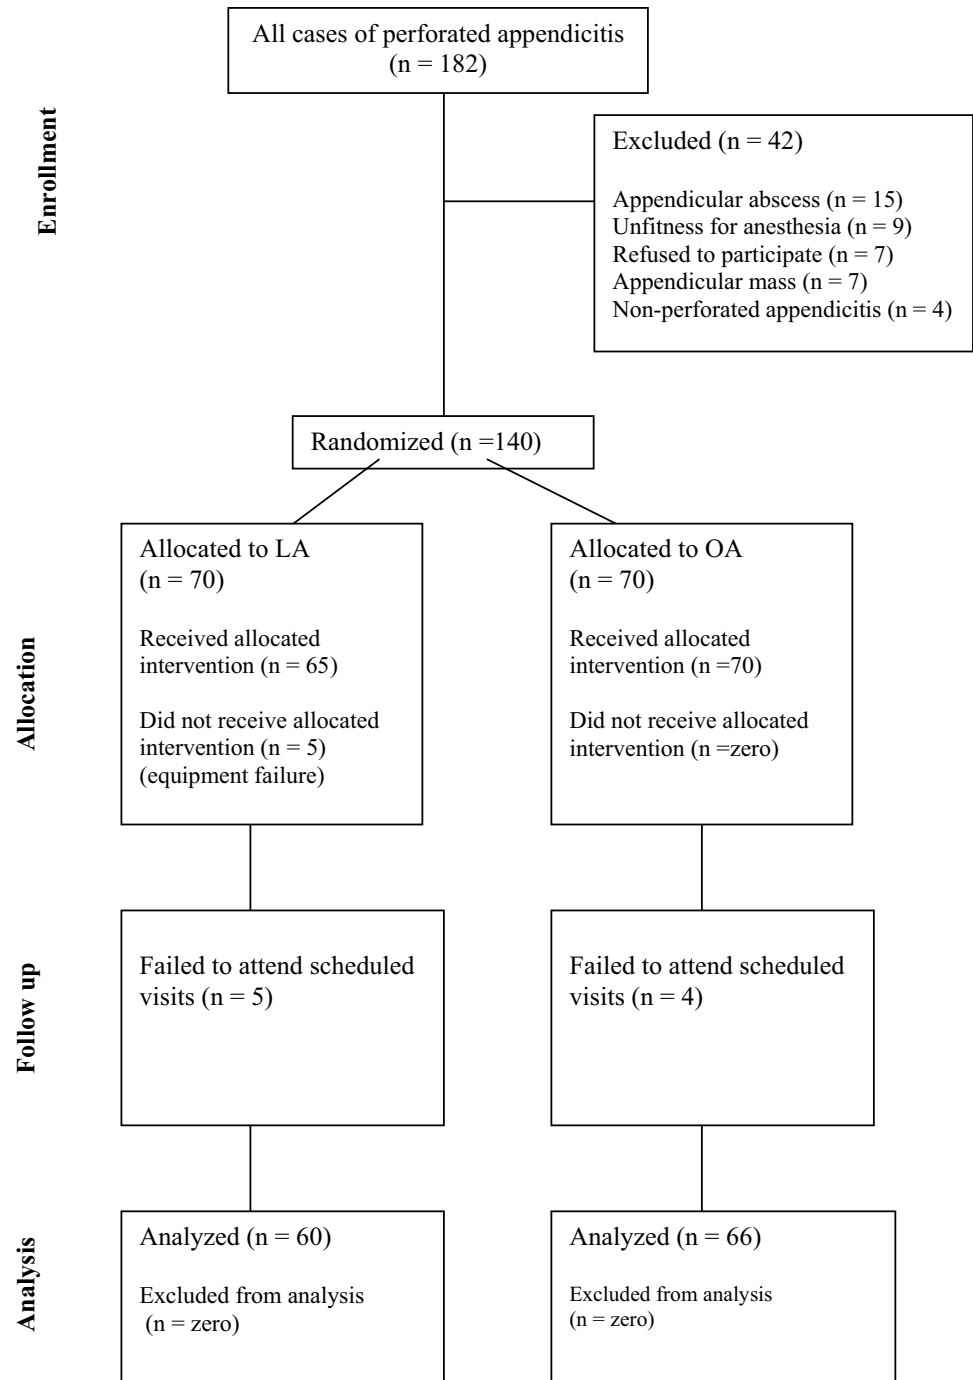 All cases of perforated appendicitis
(n = 182)
Enrollment
Excluded (n = 42)
Appendicular abscess (n = 15)
Unfitness for anesthesia (n = 9)
Refused to participate (n = 7)
Appendicular mass (n = 7)
Non-perforated appendicitis (n = 4)
Randomized (n =140)
Allocation
Allocated to LA
(n = 70)
Received allocated
intervention (n = 65)
Did not receive allocated
intervention (n = 5)
(equipment failure)
Allocated to OA
(n = 70)
Received allocated
intervention (n =70)
Did not receive allocated
intervention (n =zero)
Follow up
Failed to attend scheduled
visits (n = 5)
Failed to attend scheduled
visits (n = 4)
Analysis
Analyzed (n = 60)
Excluded from analysis
(n = zero)
Analyzed (n = 66)
Excluded from analysis
(n = zero)